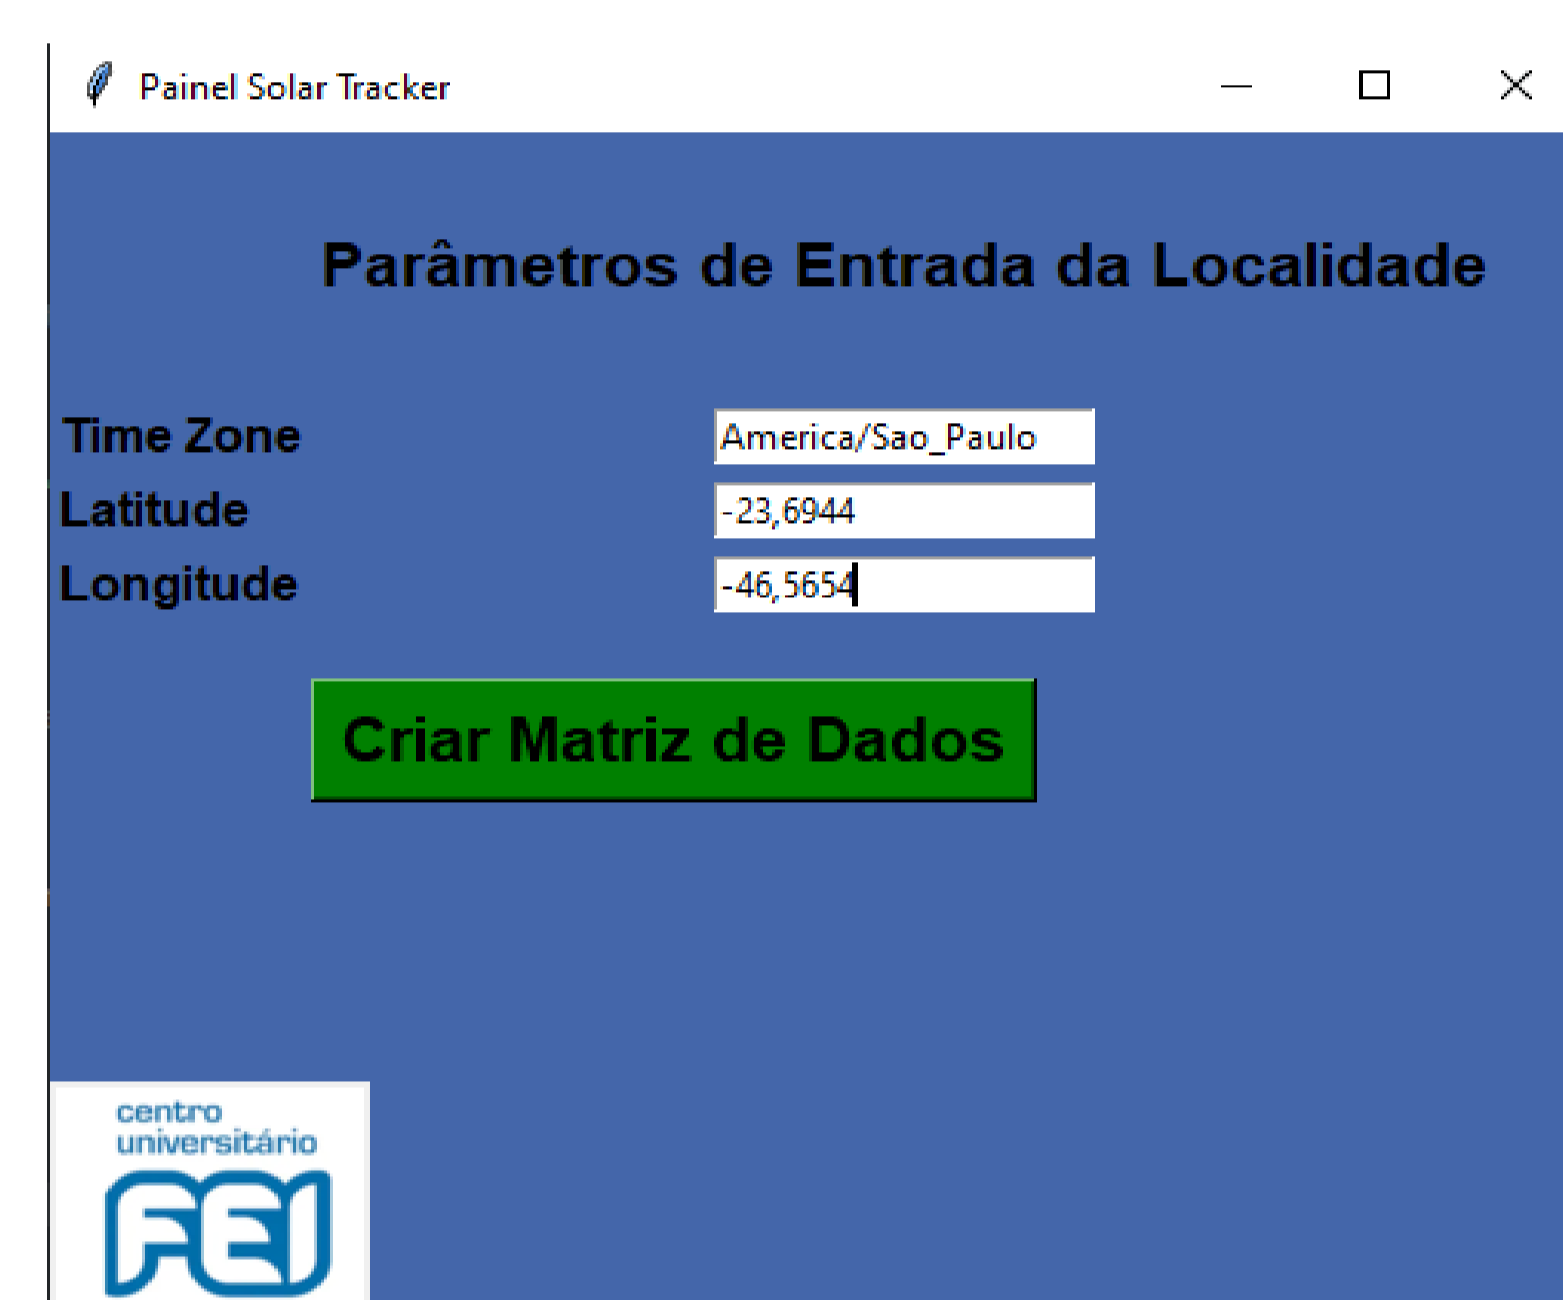 Painel Solar Tracker
Parâmetros de Entrada da Localidade
Time Zone America/Sao_Paulo
Latitude -23,6944
Longitude -46,5654
Criar Matriz de Dados
centro
universitário
FEI